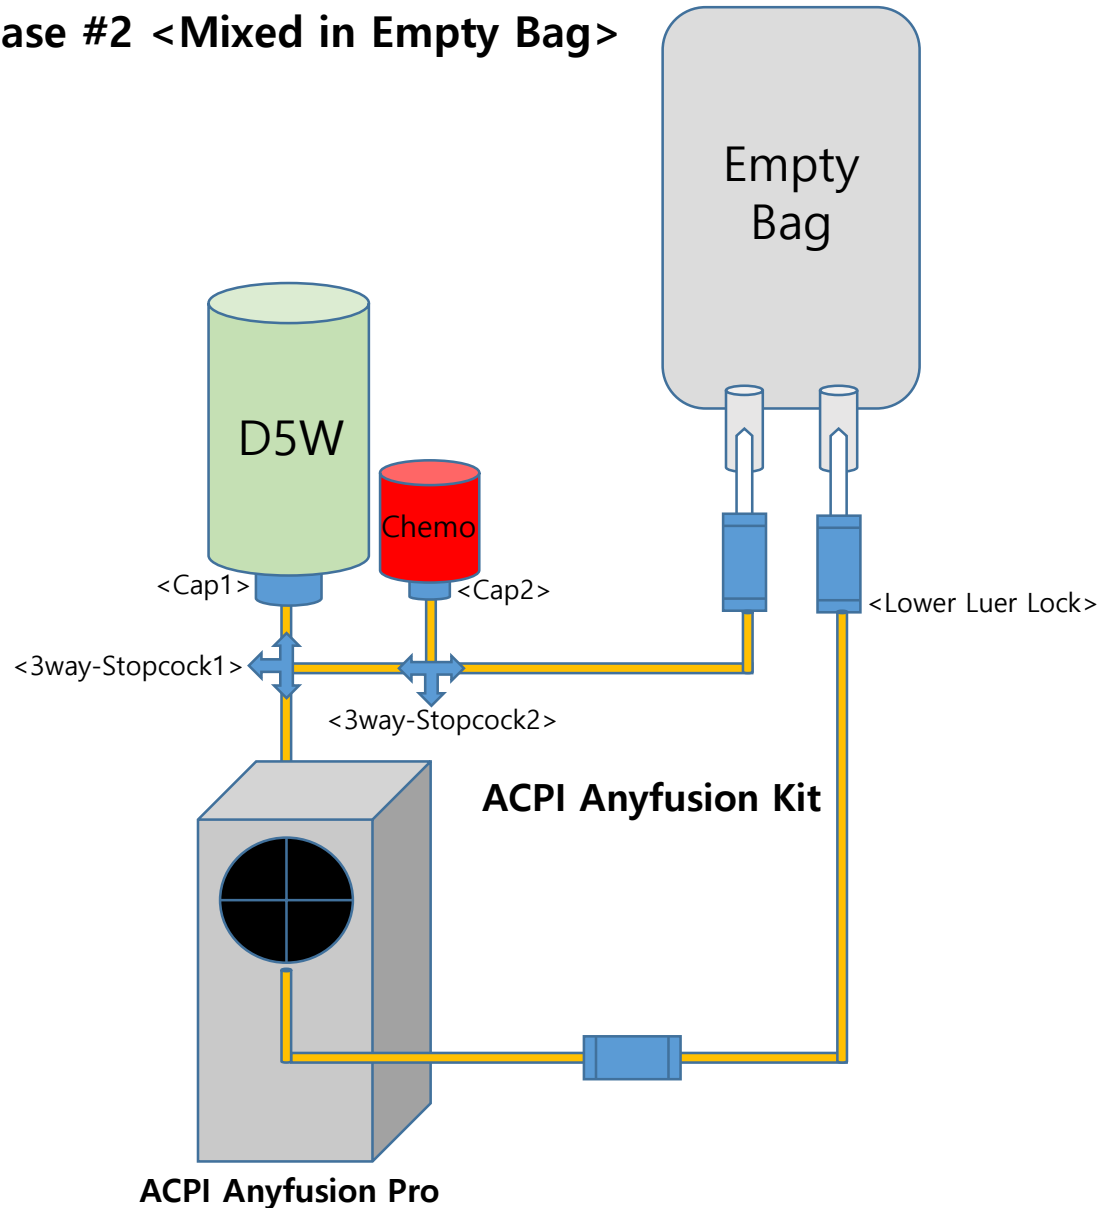 ase #2 <Mixed in Empty Bag>
Empty
Bag
D5W
Chemo
<Cap1>
<Cap2>
<Lower Luer Lock>
<3way-Stopcock1>
<3way-Stopcock2>
ACPI Anyfusion Kit
ACPI Anyfusion Pro